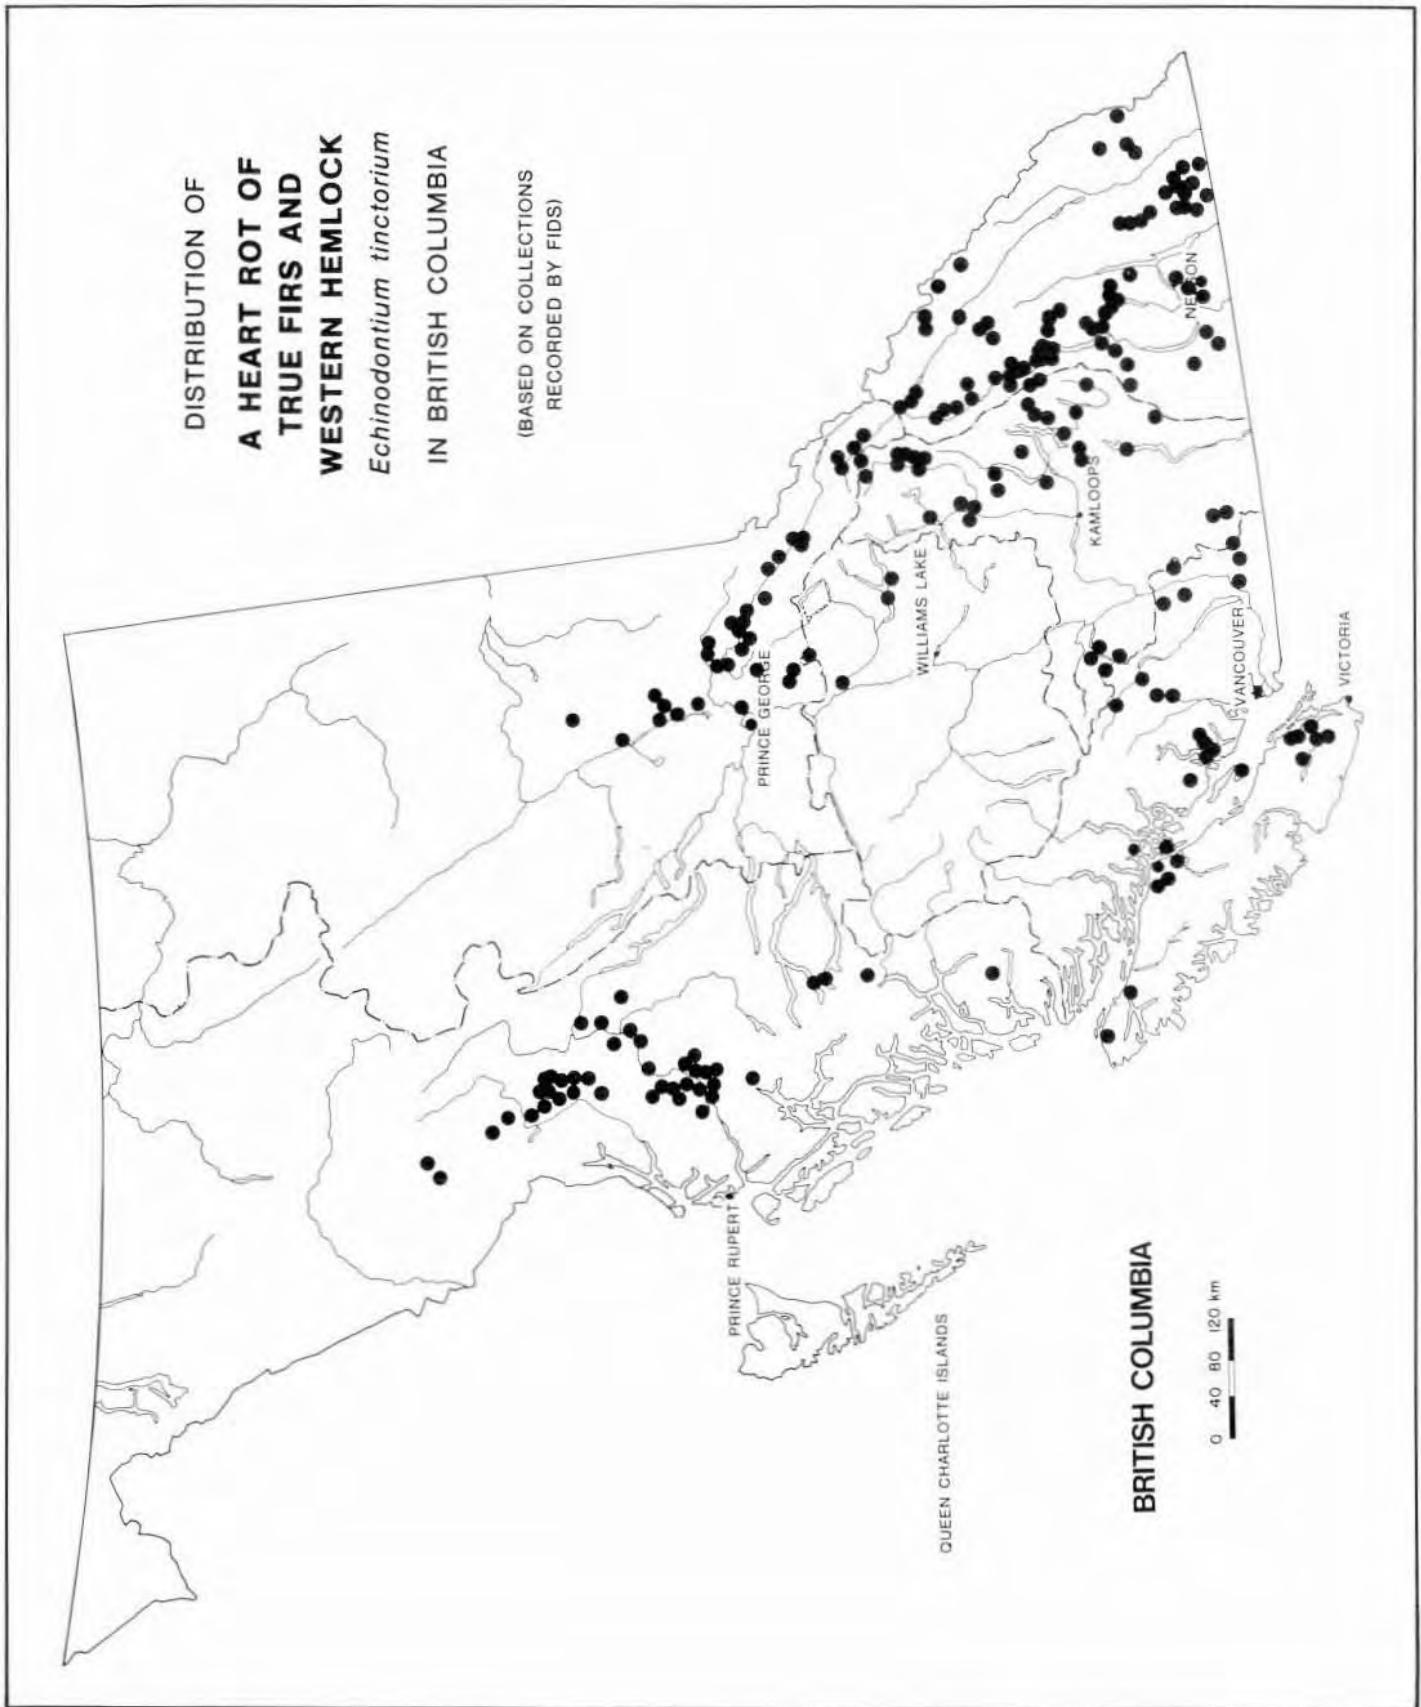 DISTRIBUTION OF
A HEART ROT OF
TRUE FIRS AND
WESTERN HEMLOCK
Echinodontium tinctorium
IN BRITISH COLUMBIA
(BASED ON COLLECTIONS
RECORDED BY FIDS)
PRINCE RUPERT
QUEEN CHARLOTTE ISLANDS
PRINCE GEORGE
WILLIAMS LAKE
KAMLOOPS
NELSON
VANCOUVER
VICTORIA
BRITISH COLUMBIA
0 40 80 120 km